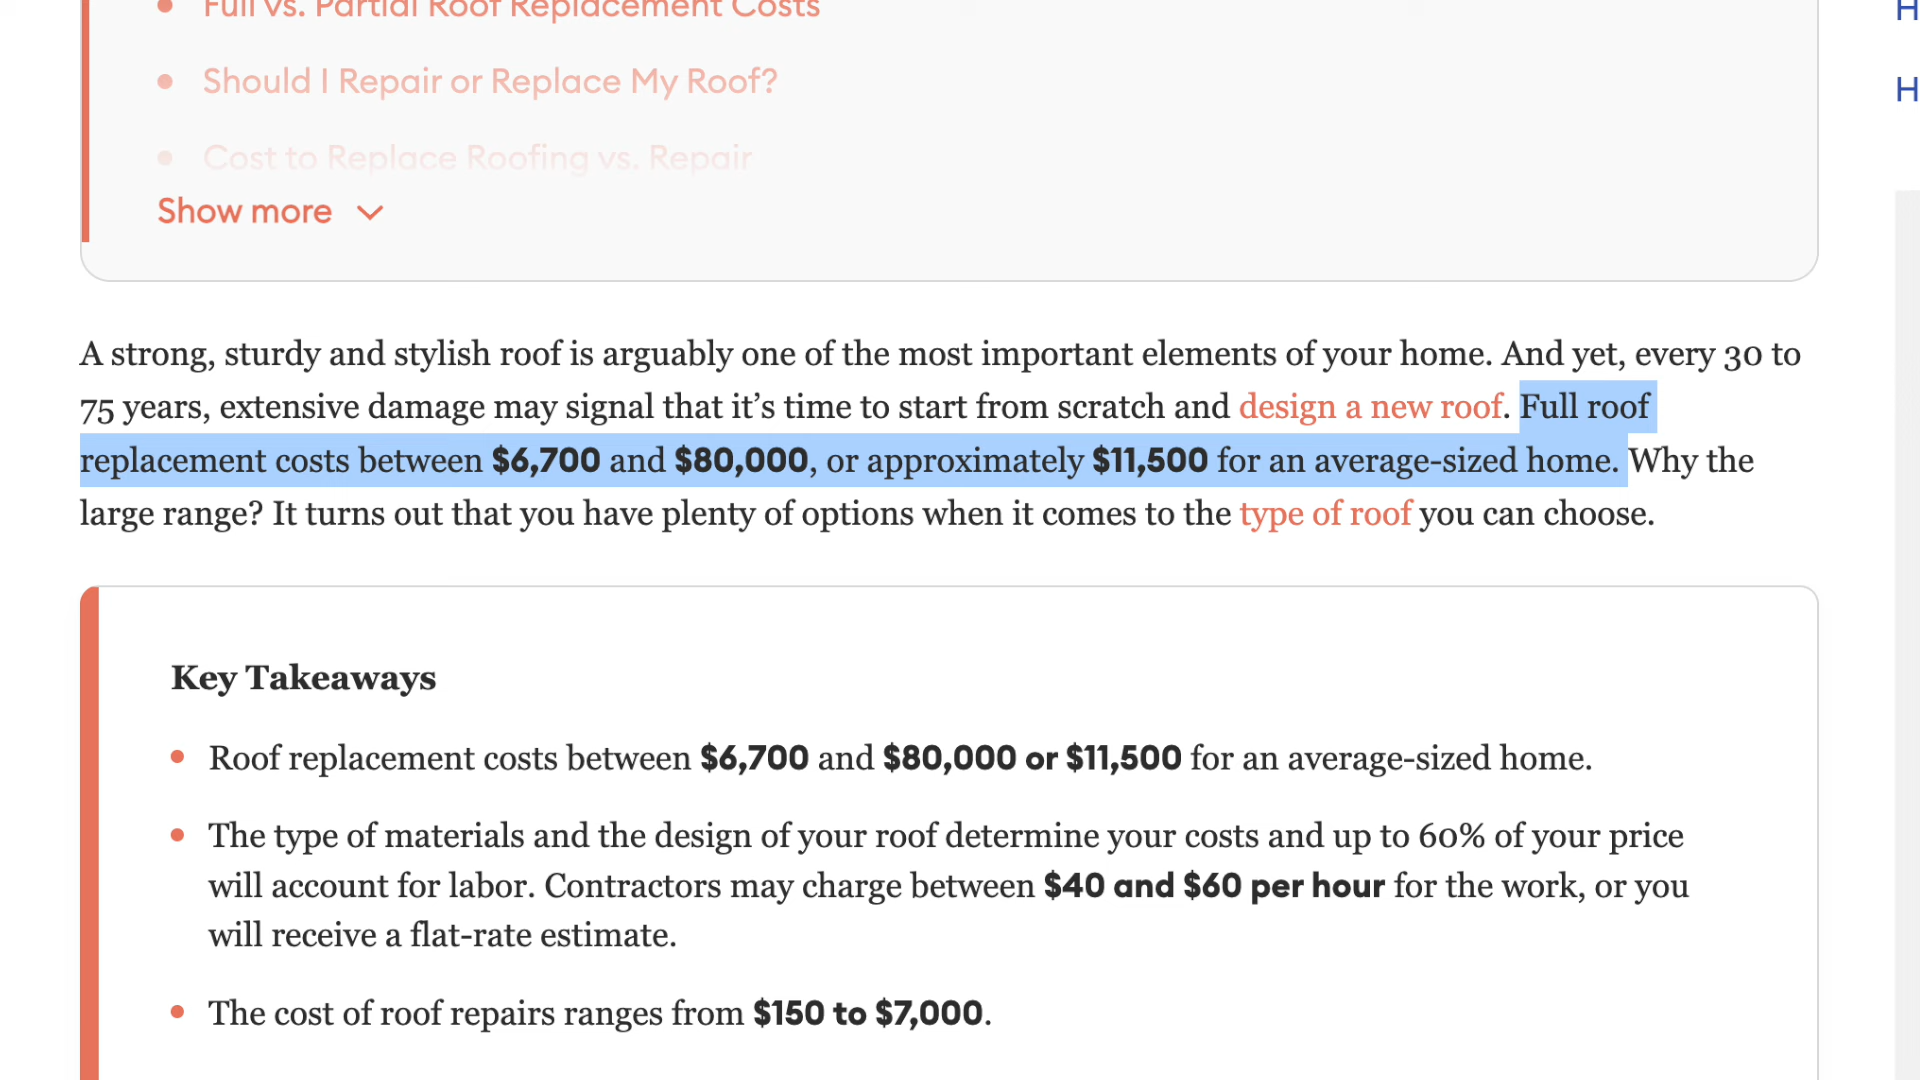 Full vs. Partial Roof Replacement Costs
Should I Repair or Replace My Roof?
Cost to Replace Roofing vs. Repair
Show more
A strong, sturdy and stylish roof is arguably one of the most important elements of your home. And yet, every 30 to
75 years, extensive damage may signal that it’s time to start from scratch and design a new roof. Full roof
replacement costs between $6,700 and $80,000, or approximately $11,500 for an average-sized home. Why the
large range? It turns out that you have plenty of options when it comes to the type of roof you can choose.
Key Takeaways
Roof replacement costs between $6,700 and $80,000 or $11,500 for an average-sized home.
The type of materials and the design of your roof determine your costs and up to 60% of your price
will account for labor. Contractors may charge between $40 and $60 per hour for the work, or you
will receive a flat-rate estimate.
The cost of roof repairs ranges from $150 to $7,000.
H
H